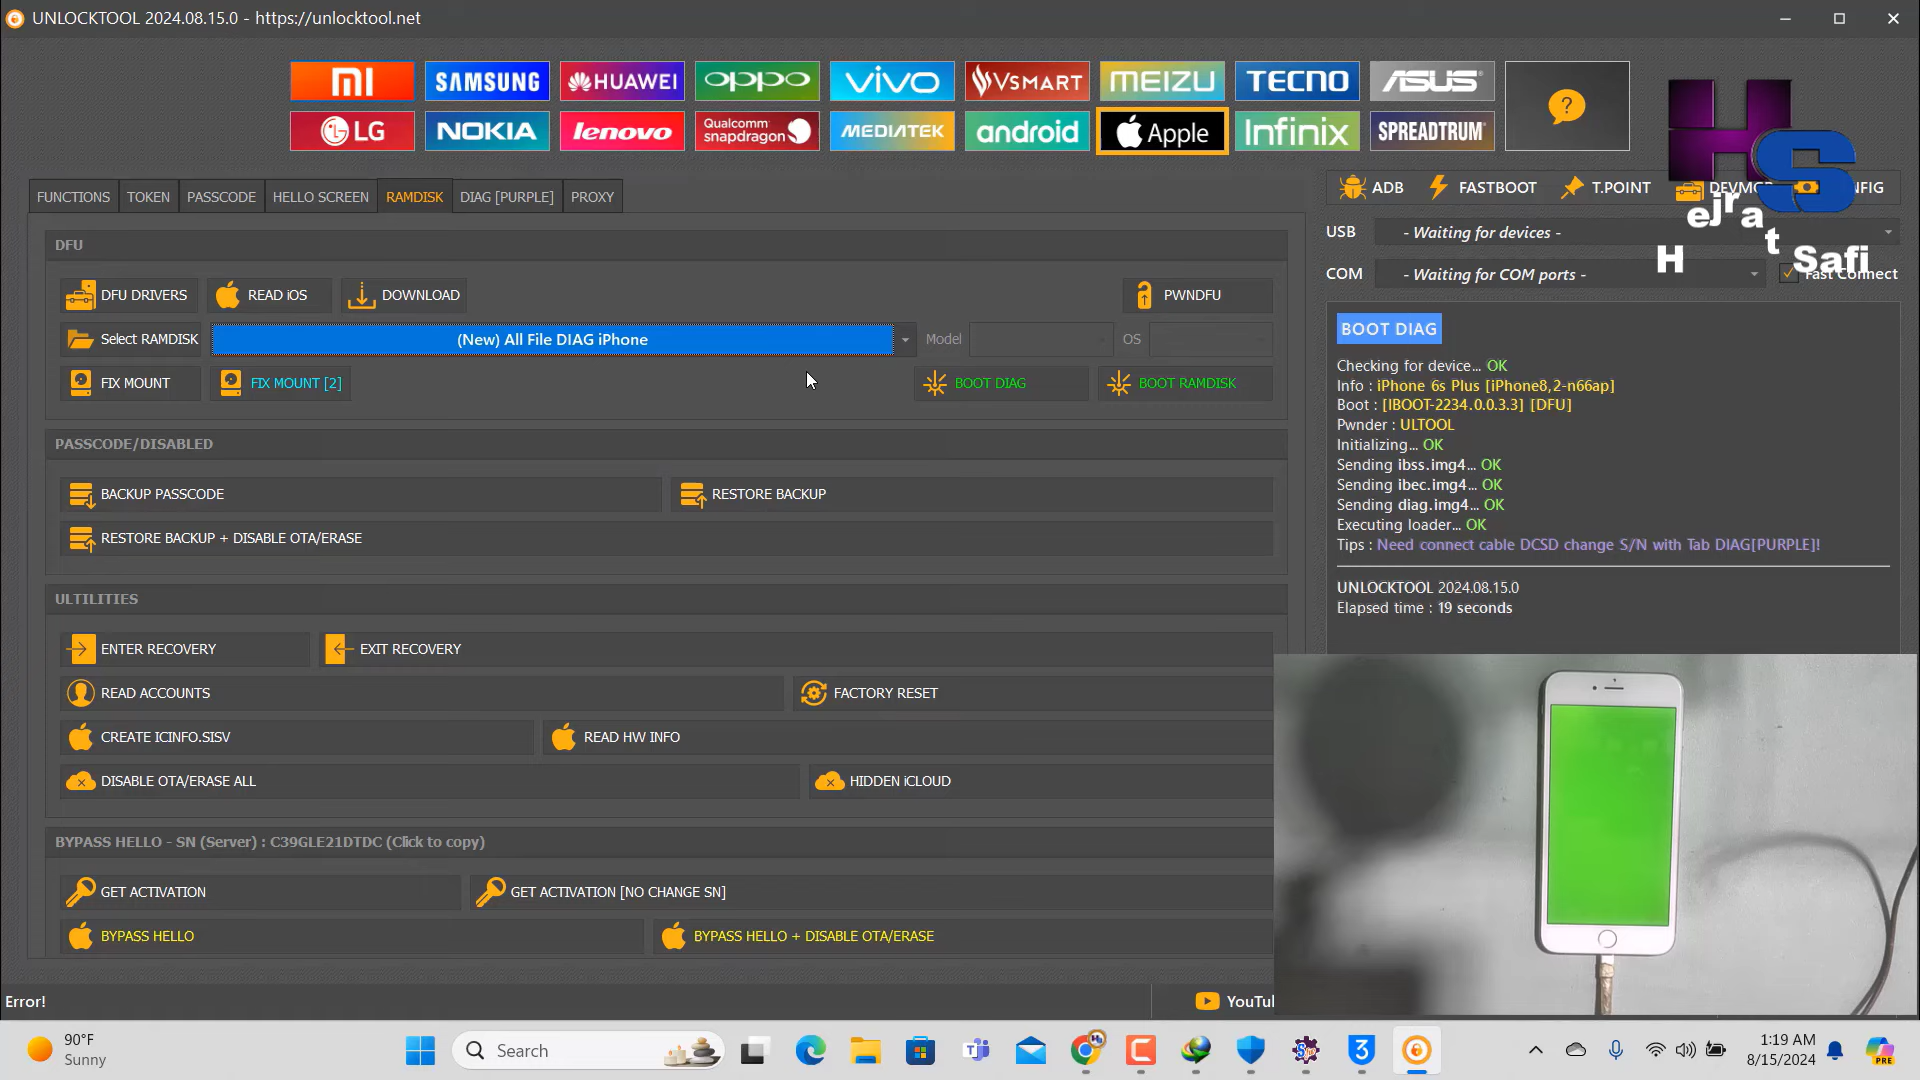 UNLOCKTOOL 2024.08.15.0 - https://unlocktool.net
MI SAMSUNG HUAWEI oppo vivo VSMART MEIZU TECNO ASUS ?
LG NOKIA lenovo Qualcomm snapdragon MEDIATEK android Apple Infinix SPREADTRUM
HS
ejrat
H Safi
FUNCTIONS TOKEN PASSCODE HELLO SCREEN RAMDISK DIAG [PURPLE] PROXY
ADB FASTBOOT T.POINT
USB - Waiting for devices -
COM - Waiting for COM ports - Fast Connect
DFU
DFU DRIVERS READ iOS DOWNLOAD PWNDFU
Select RAMDISK (New) All File DIAG iPhone Model OS
FIX MOUNT FIX MOUNT [2] BOOT DIAG BOOT RAMDISK
PASSCODE/DISABLED
BACKUP PASSCODE RESTORE BACKUP
RESTORE BACKUP + DISABLE OTA/ERASE
ULTILITIES
ENTER RECOVERY EXIT RECOVERY
READ ACCOUNTS FACTORY RESET
CREATE ICINFO.SISV READ HW INFO
DISABLE OTA/ERASE ALL HIDDEN iCLOUD
BYPASS HELLO - SN (Server) : C39GLE21DTDC (Click to copy)
GET ACTIVATION GET ACTIVATION [NO CHANGE SN]
BYPASS HELLO BYPASS HELLO + DISABLE OTA/ERASE
BOOT DIAG
Checking for device... OK
Info : iPhone 6s Plus [iPhone8,2-n66ap]
Boot : [IBOOT-2234.0.0.3.3] [DFU]
Pwnder : ULTOOL
Initializing... OK
Sending ibss.img4... OK
Sending ibec.img4... OK
Sending diag.img4... OK
Executing loader... OK
Tips : Need connect cable DCSD change S/N with Tab DIAG[PURPLE]!
UNLOCKTOOL 2024.08.15.0
Elapsed time : 19 seconds
Error! YouTu
90°F
Sunny
Search
3
PRE
1:19 AM
8/15/2024